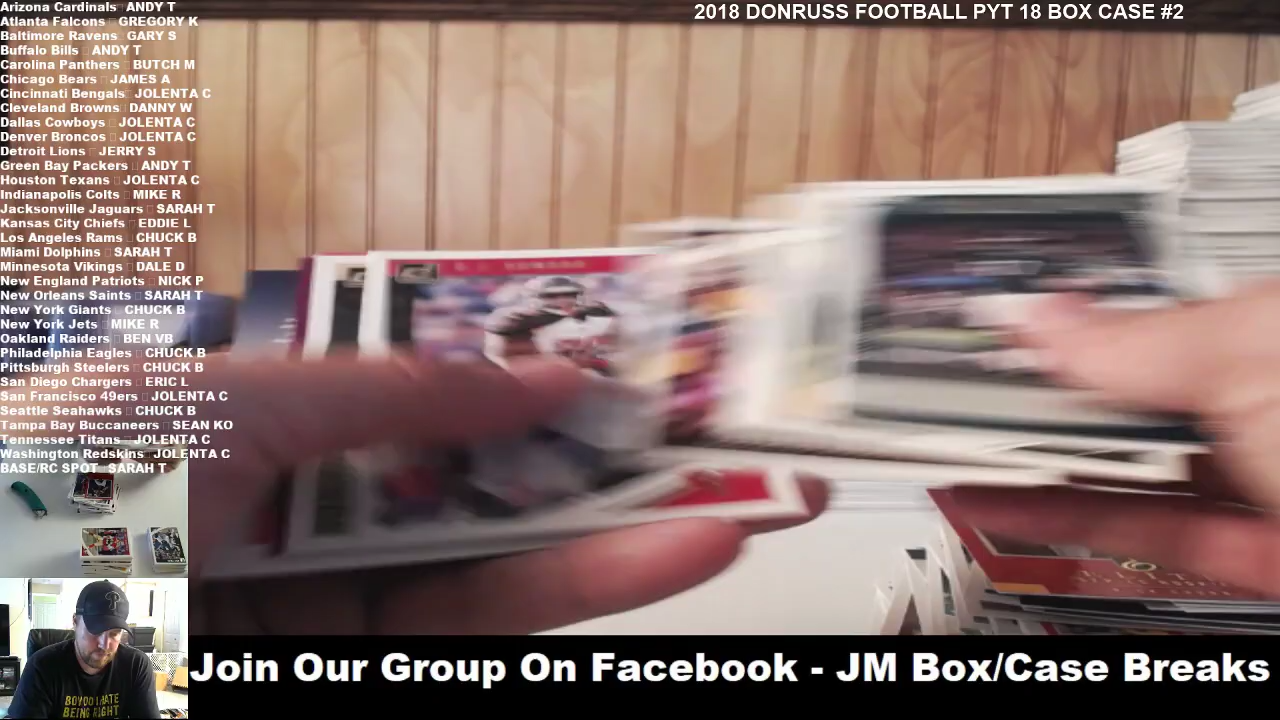 2018 DONRUSS FOOTBALL PYT 18 BOX CASE #2
Arizona Cardinals ANDY T
Atlanta Falcons GREGORY K
Baltimore Ravens GARY S
Buffalo Bills ANDY T
Carolina Panthers BUTCH M
Chicago Bears JAMES A
Cincinnati Bengals JOLENTA C
Cleveland Browns DANNY W
Dallas Cowboys JOLENTA C
Denver Broncos JOLENTA C
Detroit Lions JERRY S
Green Bay Packers ANDY T
Houston Texans JOLENTA C
Indianapolis Colts MIKE R
Jacksonville Jaguars SARAH T
Kansas City Chiefs EDDIE L
Los Angeles Rams CHUCK B
Miami Dolphins SARAH T
Minnesota Vikings DALE D
New England Patriots NICK P
New Orleans Saints SARAH T
New York Giants CHUCK B
New York Jets MIKE R
Oakland Raiders BEN VB
Philadelphia Eagles CHUCK B
Pittsburgh Steelers CHUCK B
San Diego Chargers ERIC L
San Francisco 49ers JOLENTA C
Seattle Seahawks CHUCK B
Tampa Bay Buccaneers SEAN KO
Tennessee Titans JOLENTA C
Washington Redskins JOLENTA C
BASE/RC SPOT SARAH T
O.J. HOWARD
BOY DO I HATE
BEING RIGHT
Join Our Group On Facebook - JM Box/Case Breaks